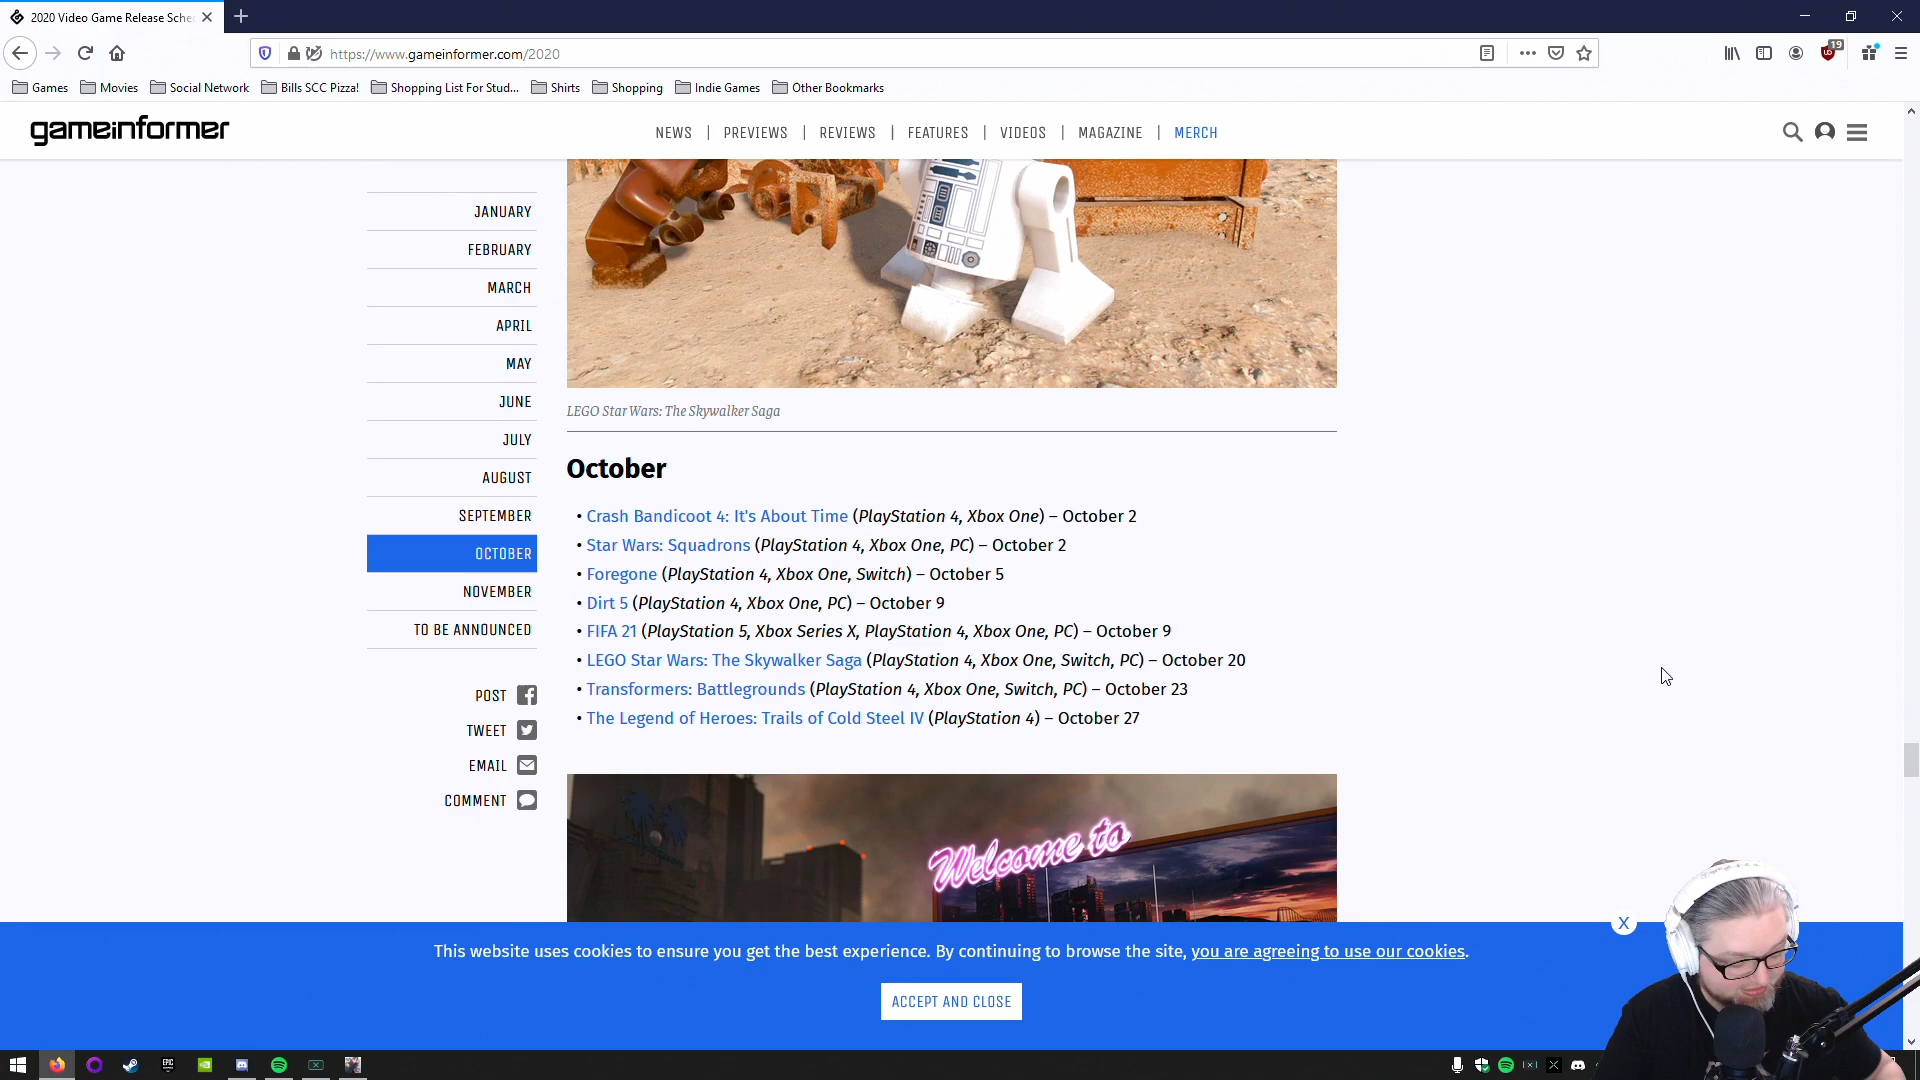 2020 Video Game Release Sche
https://www.gameinformer.com/2020
19
Games Movies Social Network Bills SCC Pizza! Shopping List For Stud... Shirts Shopping Indie Games Other Bookmarks
gameinformer
NEWS | PREVIEWS | REVIEWS | FEATURES | VIDEOS | MAGAZINE | MERCH
JANUARY
FEBRUARY
MARCH
APRIL
MAY
JUNE
JULY
AUGUST
SEPTEMBER
OCTOBER
NOVEMBER
TO BE ANNOUNCED
POST
TWEET
EMAIL
COMMENT
LEGO Star Wars: The Skywalker Saga
October
• Crash Bandicoot 4: It's About Time (PlayStation 4, Xbox One) – October 2
• Star Wars: Squadrons (PlayStation 4, Xbox One, PC) – October 2
• Foregone (PlayStation 4, Xbox One, Switch) – October 5
• Dirt 5 (PlayStation 4, Xbox One, PC) – October 9
• FIFA 21 (PlayStation 5, Xbox Series X, PlayStation 4, Xbox One, PC) – October 9
• LEGO Star Wars: The Skywalker Saga (PlayStation 4, Xbox One, Switch, PC) – October 20
• Transformers: Battlegrounds (PlayStation 4, Xbox One, Switch, PC) – October 23
• The Legend of Heroes: Trails of Cold Steel IV (PlayStation 4) – October 27
Welcome to
X
This website uses cookies to ensure you get the best experience. By continuing to browse the site, you are agreeing to use our cookies.
ACCEPT AND CLOSE
EPIC